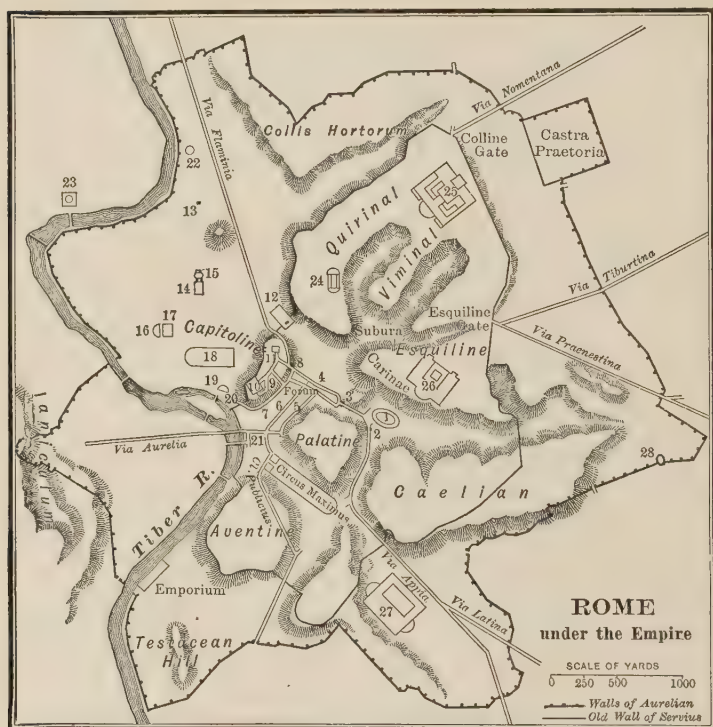 Via Flaminia
Via Nomentana
Collis Hortorum
Colline
Gate
Castra
Praetoria
22
23
13
25
Quirinal
Viminal
24
15
14
12
Via Tiburtina
Esquiline
Gate
Subura
Esquiline
Via Praenestina
16
17
Capitoline
18
11
8
Carinae
26
19
20
10
9
Forum
4
3
1
2
7
6
5
21
Palatine
Via Aurelia
Janiculum
Circus Maximus
Cl. Publicius
Caelian
28
Tiber R.
Aventine
Emporium
Via Appia
Via Latina
27
Testacean
Hill
ROME
under the Empire
SCALE OF YARDS
0 250 500 1000
Walls of Aurelian
Old Wall of Servius